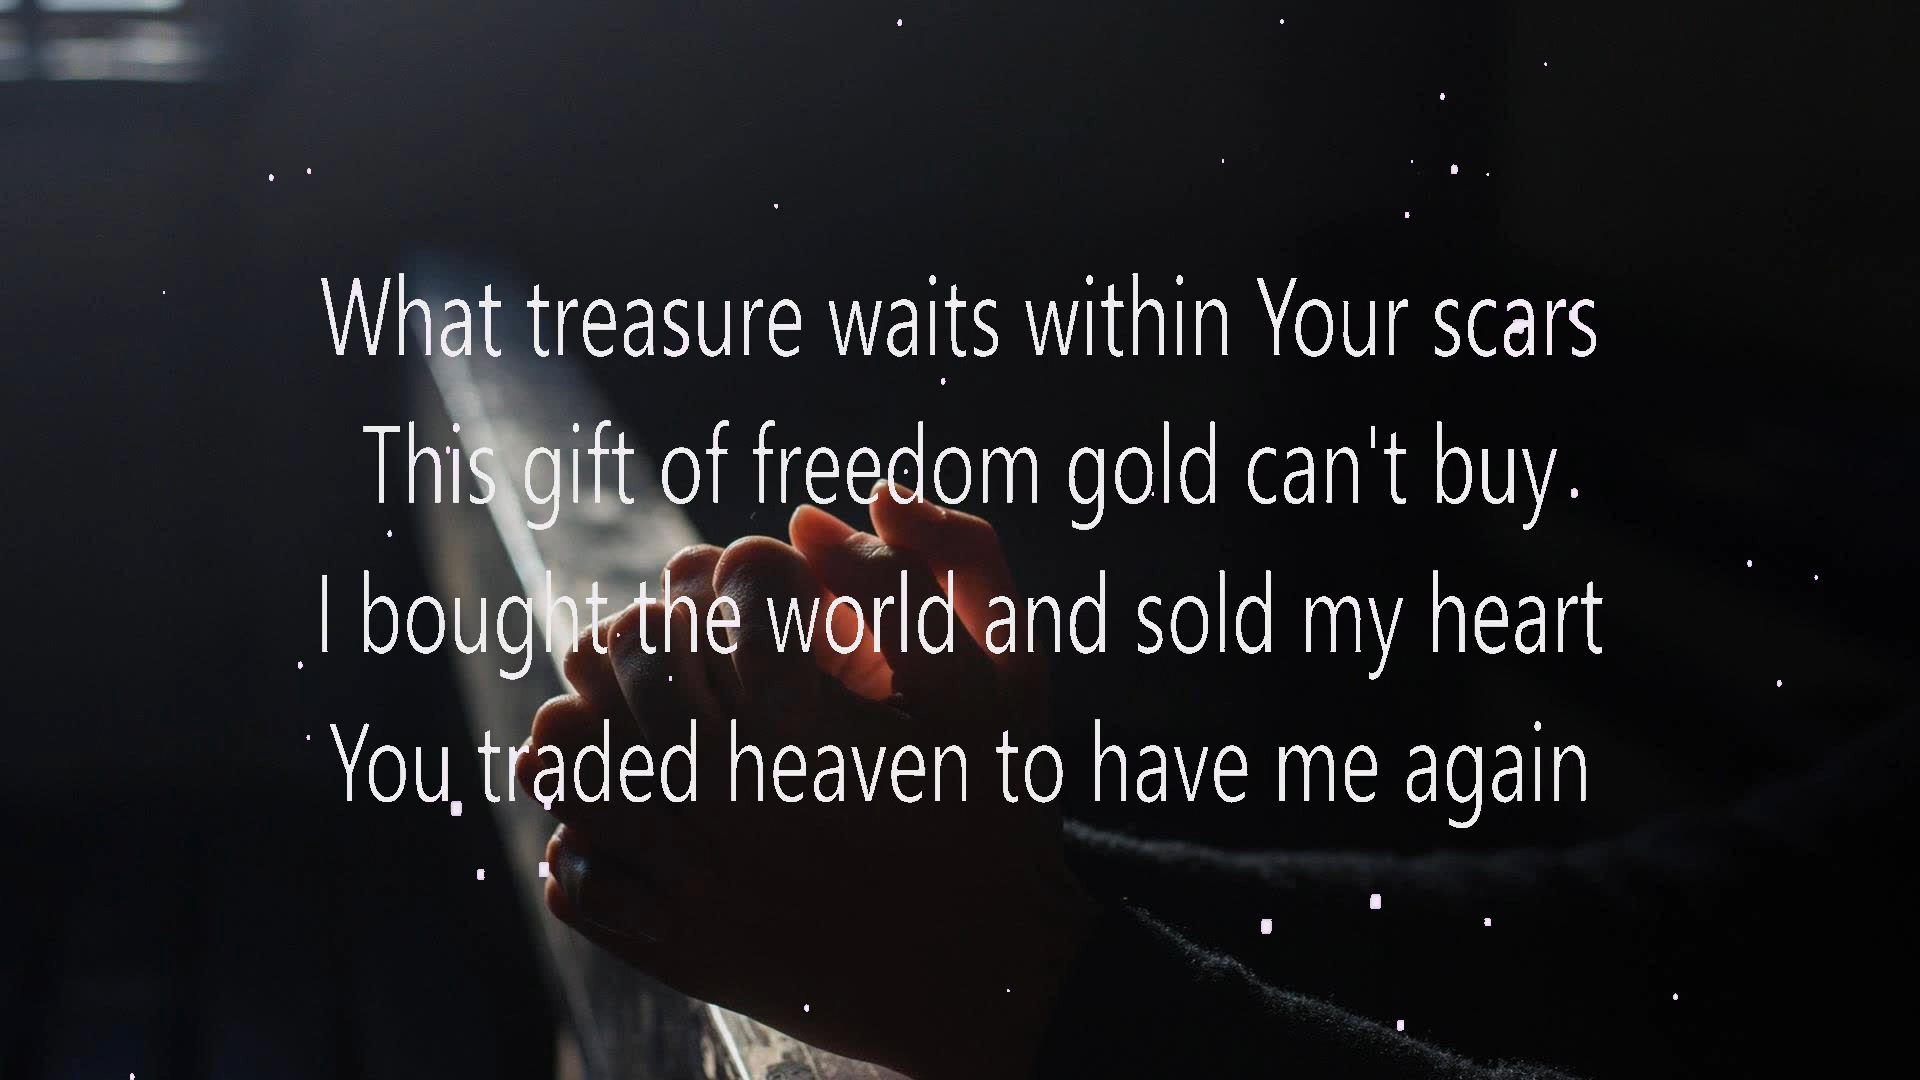 What treasure waits within Your scars
This gift of freedom gold can't buy
I bought the world and sold my heart
You traded heaven to have me again